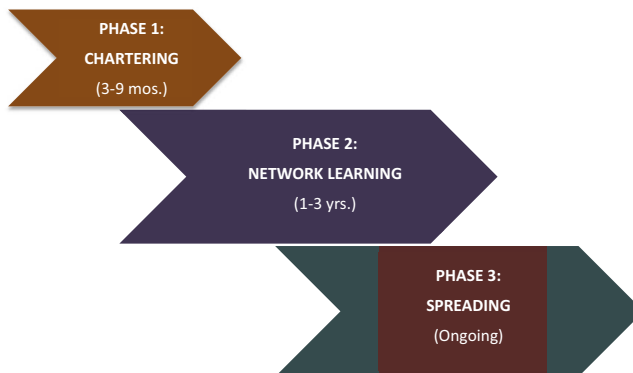 PHASE 1:
CHARTERING
(3-9 mos.)
PHASE 2:
NETWORK LEARNING
(1-3 yrs.)
PHASE 3:
SPREADING
(Ongoing)